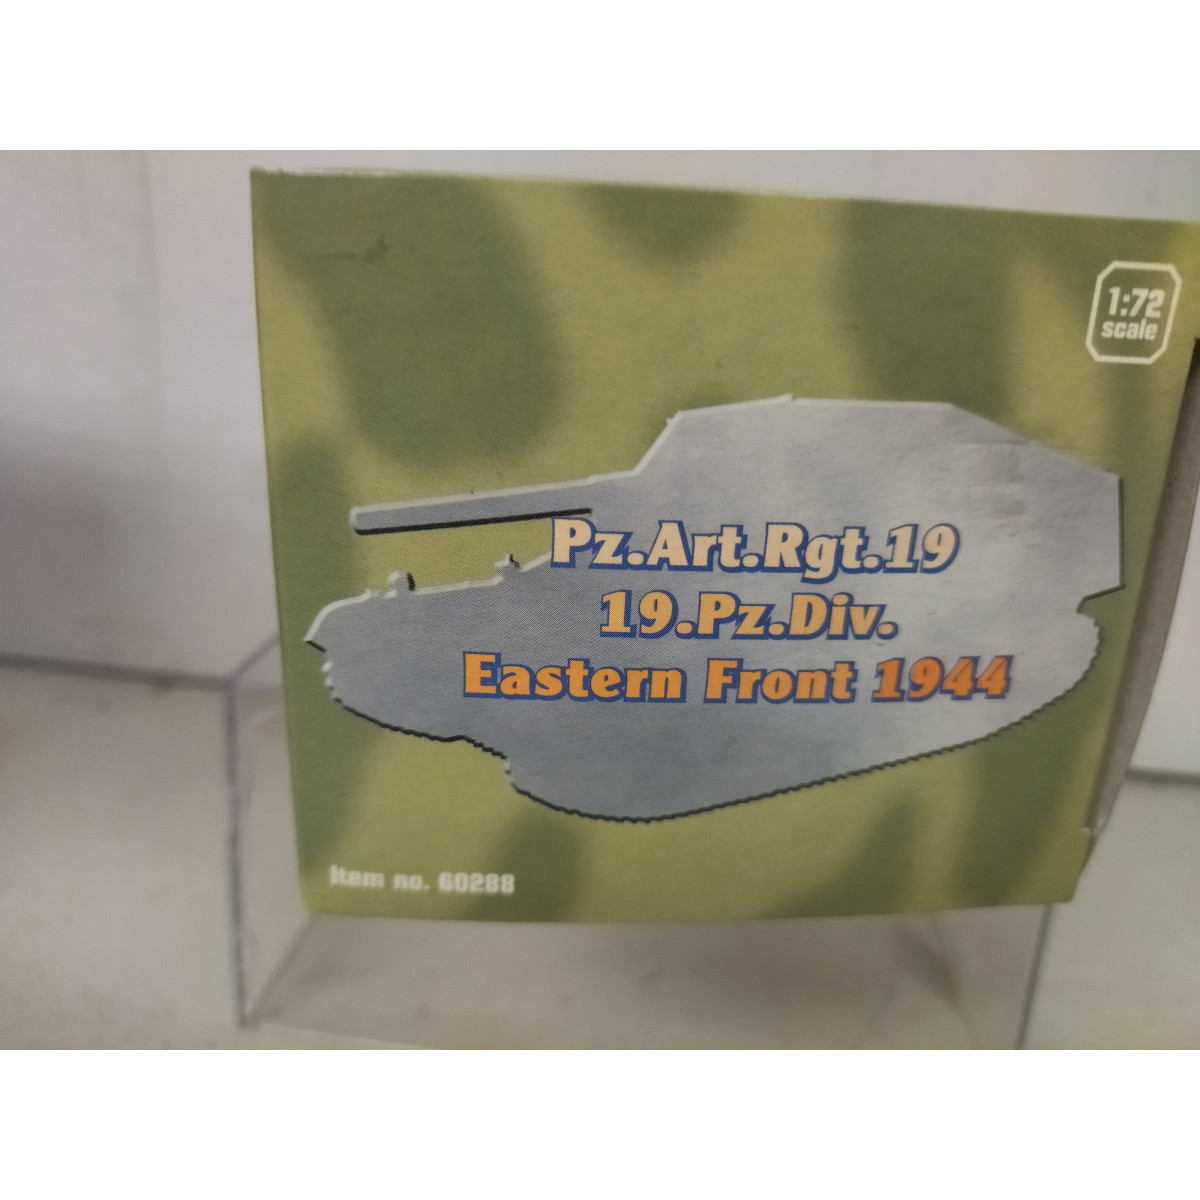 1:72
scale
Pz.Art.Rgt.19
19.Pz.Div.
Eastern Front 1944
Item no. 60288